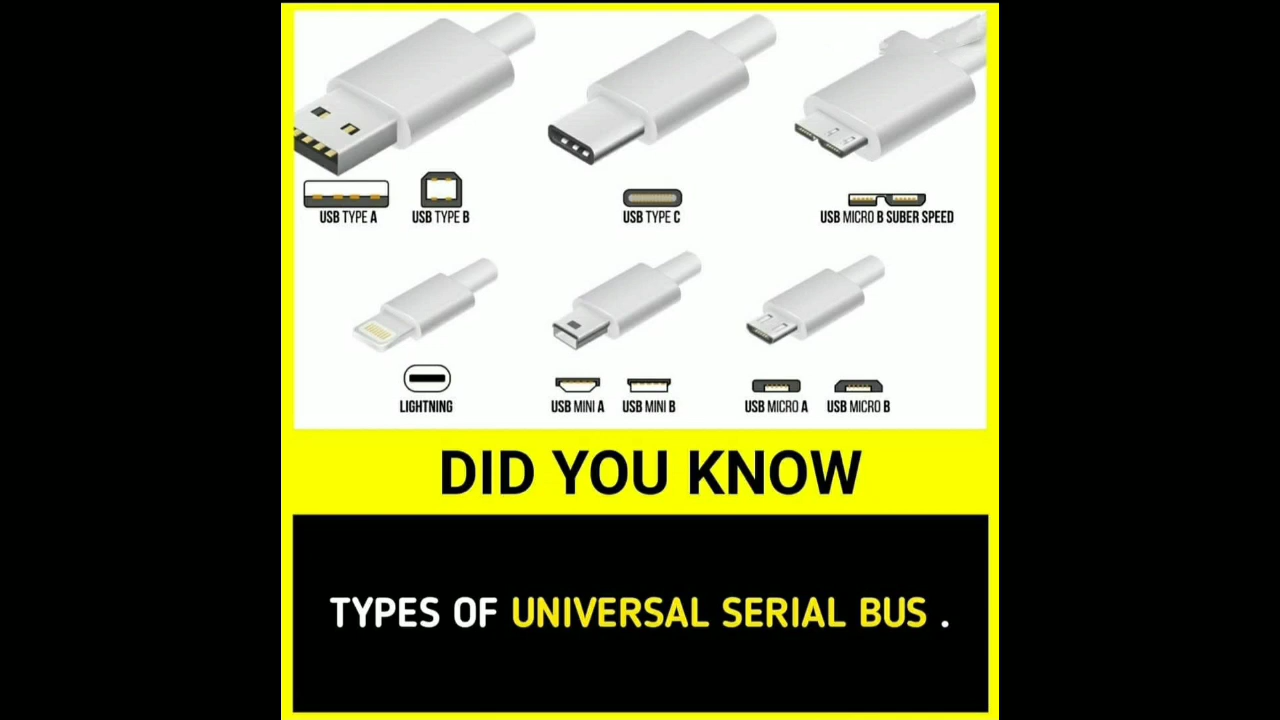 USB TYPE A
USB TYPE B
USB TYPE C
USB MICRO B SUBER SPEED
LIGHTNING
USB MINI A
USB MINI B
USB MICRO A
USB MICRO B
DID YOU KNOW
TYPES OF UNIVERSAL SERIAL BUS .